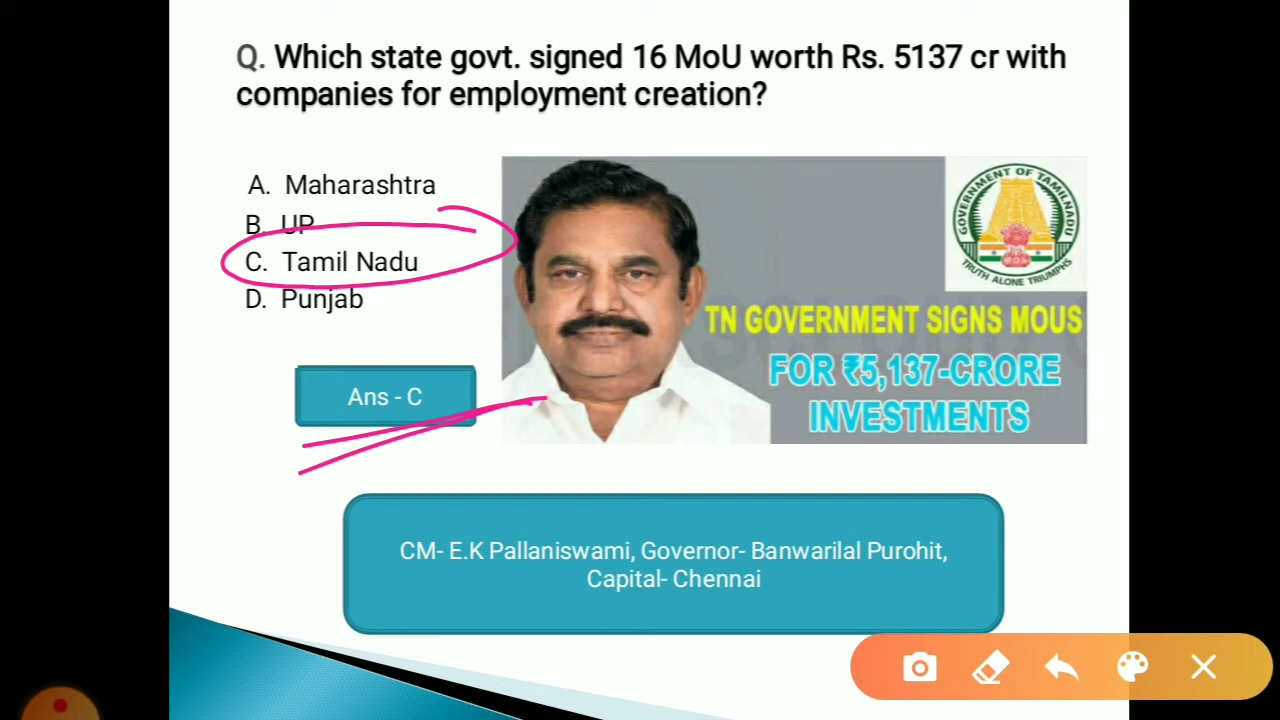 Q. Which state govt. signed 16 MoU worth Rs. 5137 cr with
companies for employment creation?
A. Maharashtra
B. UP
C. Tamil Nadu
D. Punjab
Ans - C
GOVERNMENT OF TAMILNADU
TRUTH ALONE TRIUMPHS
TN GOVERNMENT SIGNS MOUS
FOR ₹5,137-CRORE
INVESTMENTS
CM- E.K Pallaniswami, Governor- Banwarilal Purohit,
Capital- Chennai